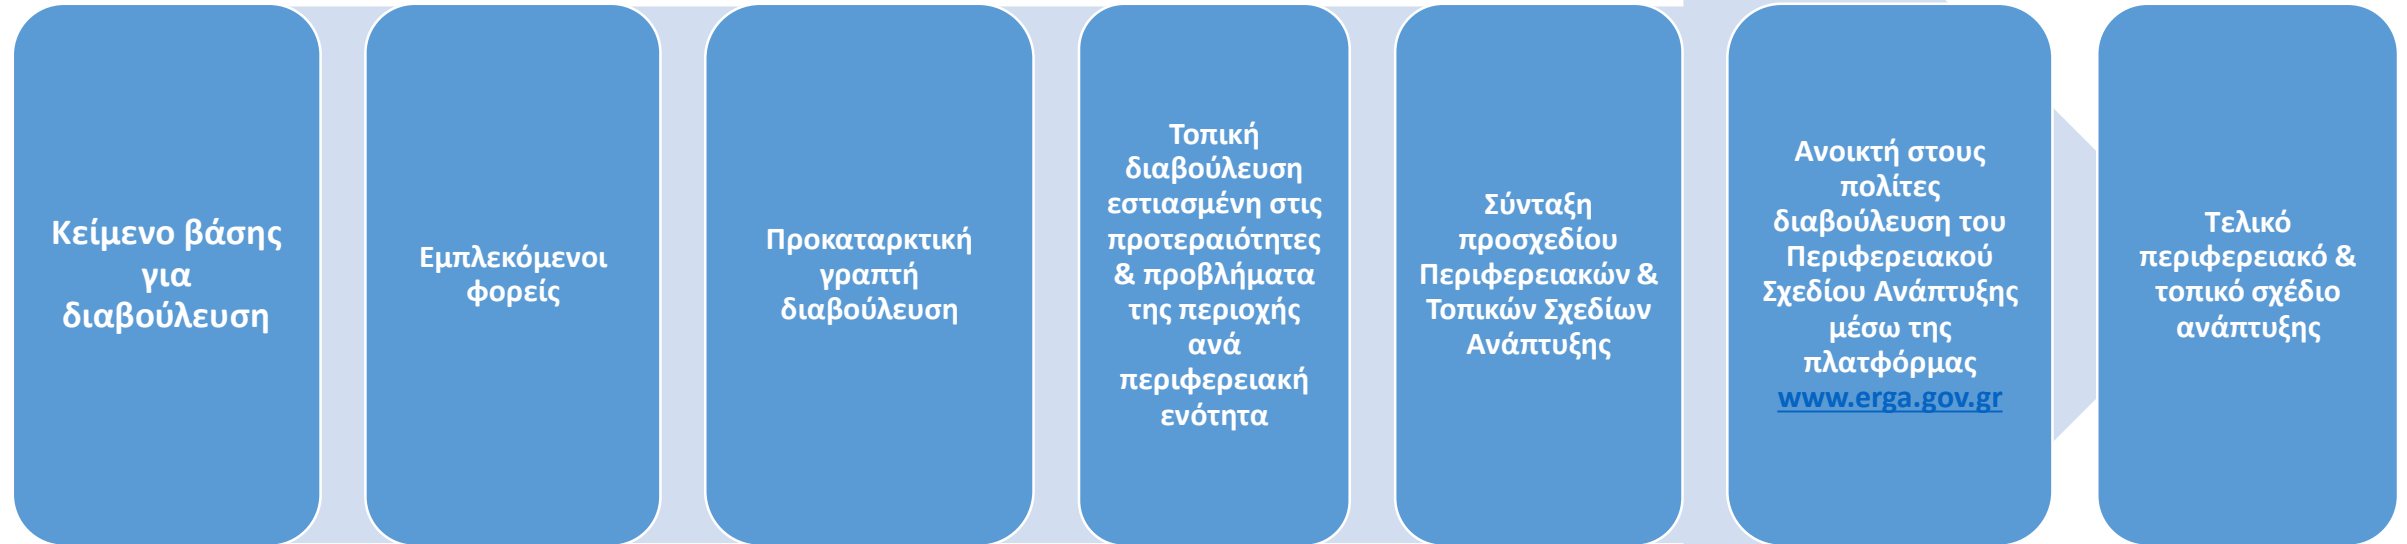 Κείμενο βάσης
για
διαβούλευση
Εμπλεκόμενοι
φορείς
Προκαταρκτική
γραπτή
διαβούλευση
Τοπική
διαβούλευση
εστιασμένη στις
προτεραιότητες
& προβλήματα
της περιοχής
ανά
περιφερειακή
ενότητα
Σύνταξη
προσχεδίου
Περιφερειακών &
Τοπικών Σχεδίων
Ανάπτυξης
Ανοικτή στους
πολίτες
διαβούλευση του
Περιφερειακού
Σχεδίου Ανάπτυξης
μέσω της
πλατφόρμας
www.erga.gov.gr
Τελικό
περιφερειακό &
τοπικό σχέδιο
ανάπτυξης